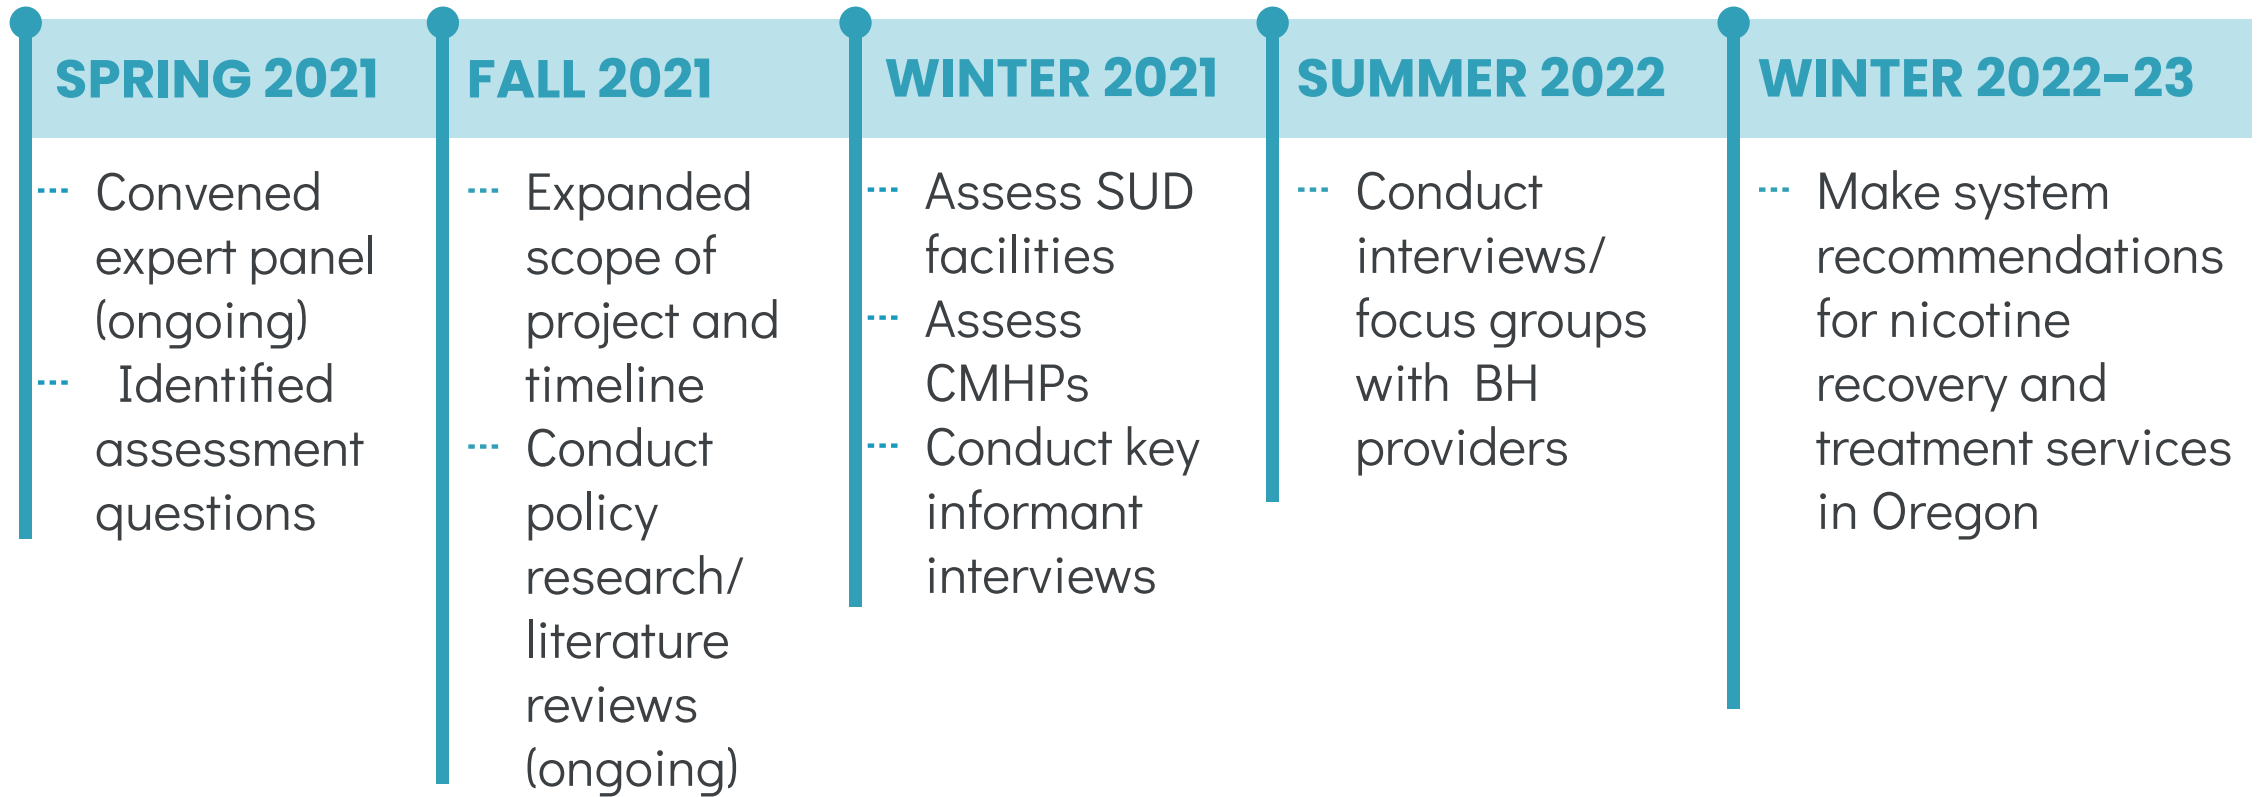 SPRING 2021
Convened
expert panel
(ongoing)
Identified
assessment
questions
FALL 2021
Expanded
scope of
project and
timeline
Conduct
policy
research/
literature
reviews
(ongoing)
WINTER 2021
Assess SUD
facilities
Assess
CMHPs
Conduct key
informant
interviews
SUMMER 2022
Conduct
interviews/
focus groups
with BH
providers
WINTER 2022-23
Make system
recommendations
for nicotine
recovery and
treatment services
in Oregon